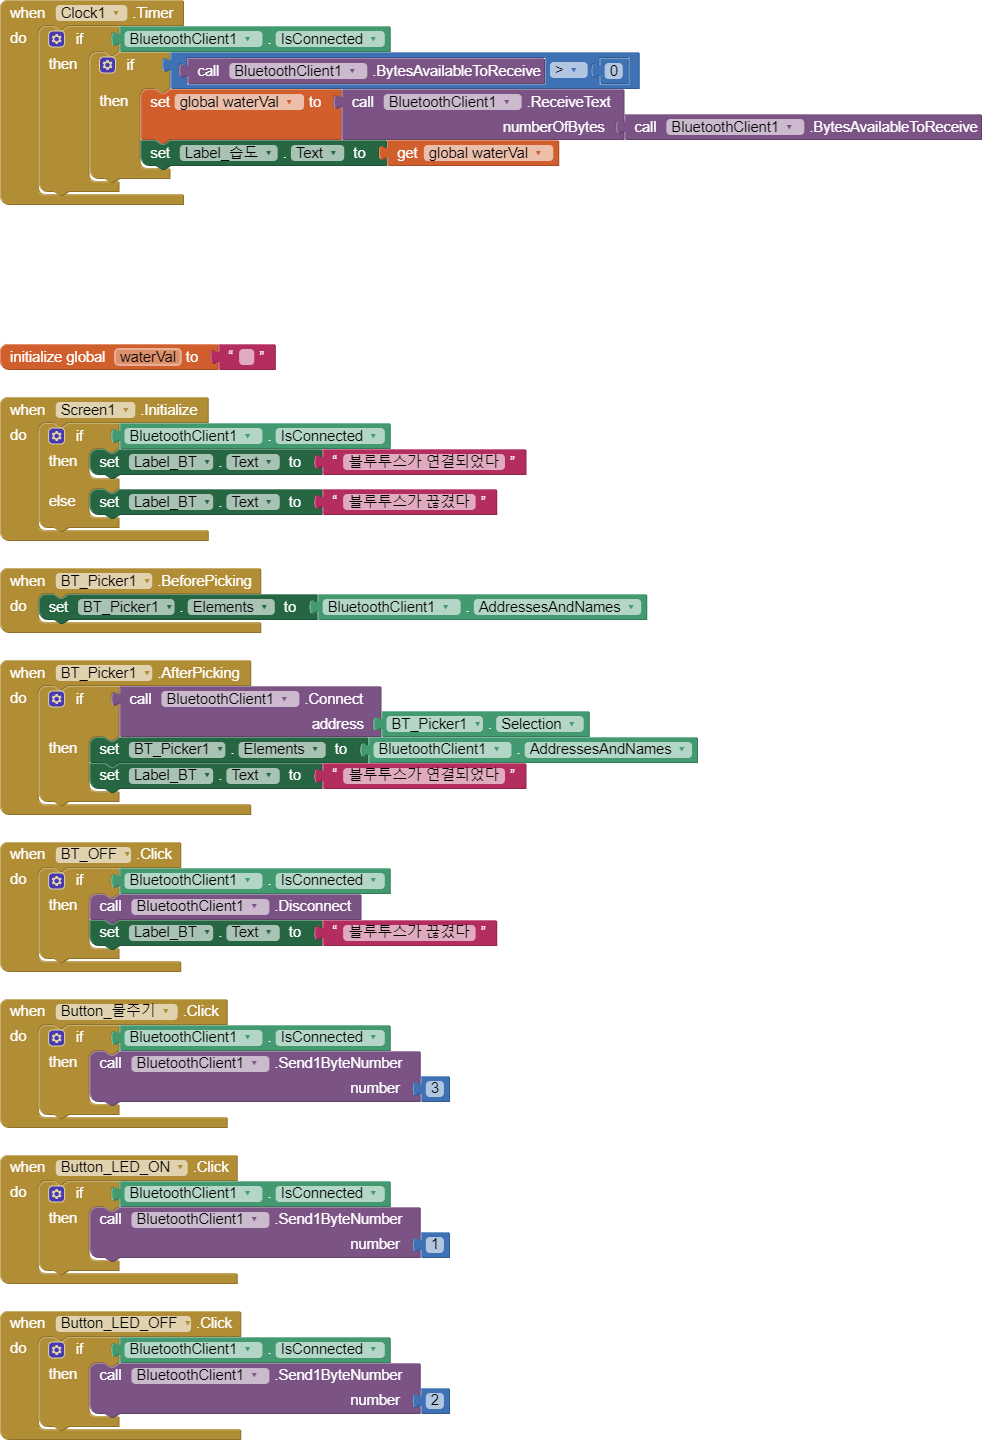 when Clock1 .Timer
do if BluetoothClient1 . IsConnected
then if call BluetoothClient1 .BytesAvailableToReceive > 0
then set global waterVal to call BluetoothClient1 .ReceiveText
numberOfBytes call BluetoothClient1 .BytesAvailableToReceive
set Label_습도 . Text to get global waterVal
initialize global waterVal to “ ”
when Screen1 .Initialize
do if BluetoothClient1 . IsConnected
then set Label_BT . Text to “ 블루투스가 연결되었다 ”
else set Label_BT . Text to “ 블루투스가 끊겼다 ”
when BT_Picker1 .BeforePicking
do set BT_Picker1 . Elements to BluetoothClient1 . AddressesAndNames
when BT_Picker1 .AfterPicking
do if call BluetoothClient1 .Connect
address BT_Picker1 . Selection
then set BT_Picker1 . Elements to BluetoothClient1 . AddressesAndNames
set Label_BT . Text to “ 블루투스가 연결되었다 ”
when BT_OFF .Click
do if BluetoothClient1 . IsConnected
then call BluetoothClient1 .Disconnect
set Label_BT . Text to “ 블루투스가 끊겼다 ”
when Button_물주기 .Click
do if BluetoothClient1 . IsConnected
then call BluetoothClient1 .Send1ByteNumber
number 3
when Button_LED_ON .Click
do if BluetoothClient1 . IsConnected
then call BluetoothClient1 .Send1ByteNumber
number 1
when Button_LED_OFF .Click
do if BluetoothClient1 . IsConnected
then call BluetoothClient1 .Send1ByteNumber
number 2